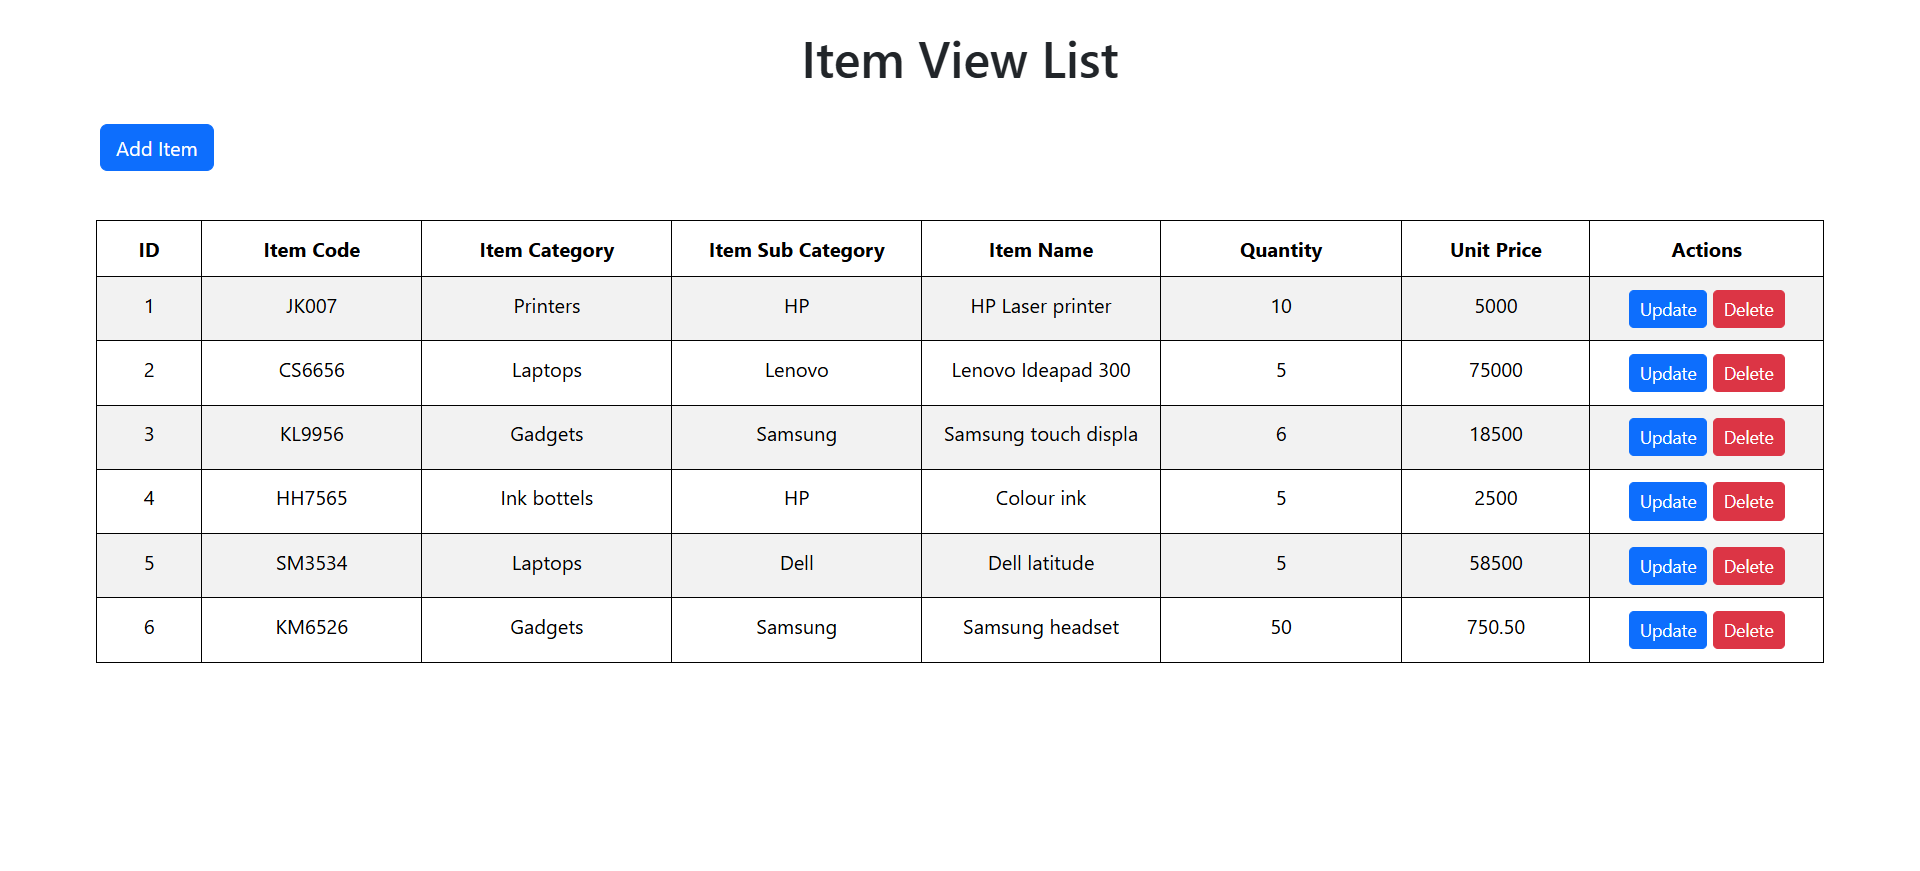 Item View List
Add Item
ID Item Code Item Category Item Sub Category Item Name Quantity Unit Price Actions
1 JK007 Printers HP HP Laser printer 10 5000 Update Delete
2 CS6656 Laptops Lenovo Lenovo Ideapad 300 5 75000 Update Delete
3 KL9956 Gadgets Samsung Samsung touch displa 6 18500 Update Delete
4 HH7565 Ink bottels HP Colour ink 5 2500 Update Delete
5 SM3534 Laptops Dell Dell latitude 5 58500 Update Delete
6 KM6526 Gadgets Samsung Samsung headset 50 750.50 Update Delete